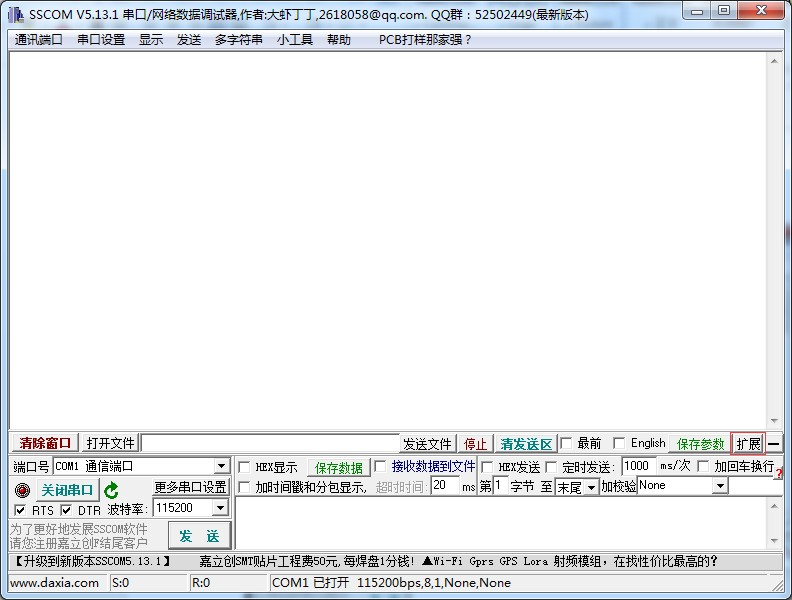 SSCOM V5.13.1 串口/网络数据调试器,作者:大虾丁丁,2618058@qq.com. QQ群：52502449(最新版本)
通讯端口 串口设置 显示 发送 多字符串 小工具 帮助 PCB打样那家强？
清除窗口 打开文件 发送文件 停止 清发送区 最前 English 保存参数 扩展 —
端口号 COM1 通信端口 HEX显示 保存数据 接收数据到文件 HEX发送 定时发送: 1000 ms/次 加回车换行 ?
关闭串口 更多串口设置 加时间戳和分包显示, 超时时间: 20 ms 第1 字节 至 末尾 加校验 None
RTS DTR 波特率: 115200
为了更好地发展SSCOM软件
请您注册嘉立创F结尾客户
发 送
【升级到新版本SSCOM5.13.1】 嘉立创SMT贴片工程费50元,每焊盘1分钱! ▲Wi-Fi Gprs GPS Lora 射频模组，在找性价比最高的?
www.daxia.com S:0 R:0 COM1 已打开 115200bps,8,1,None,None